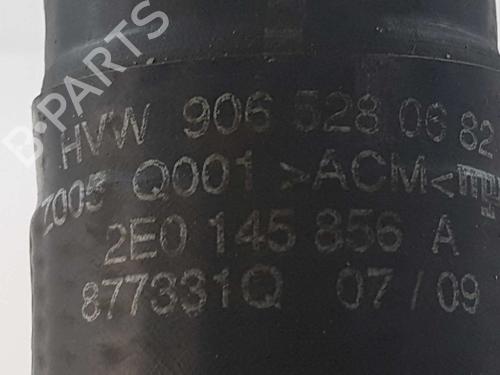 B-PARTS
HVW 906 528 06 82
Z005 Q001 >ACM<
2E0 145 856 A
877331Q 07/09